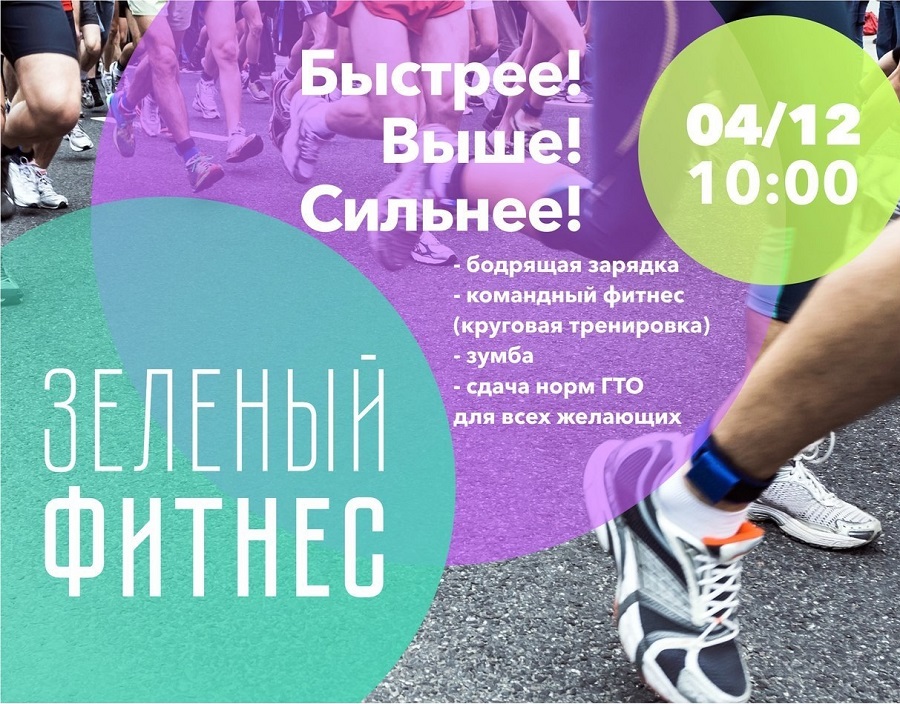 Быстрее!
Выше!
Сильнее!
04/12
10:00
- бодрящая зарядка
- командный фитнес
(круговая тренировка)
- зумба
- сдача норм ГТО
для всех желающих
ЗЕЛЕНЫЙ
ФИТНЕС